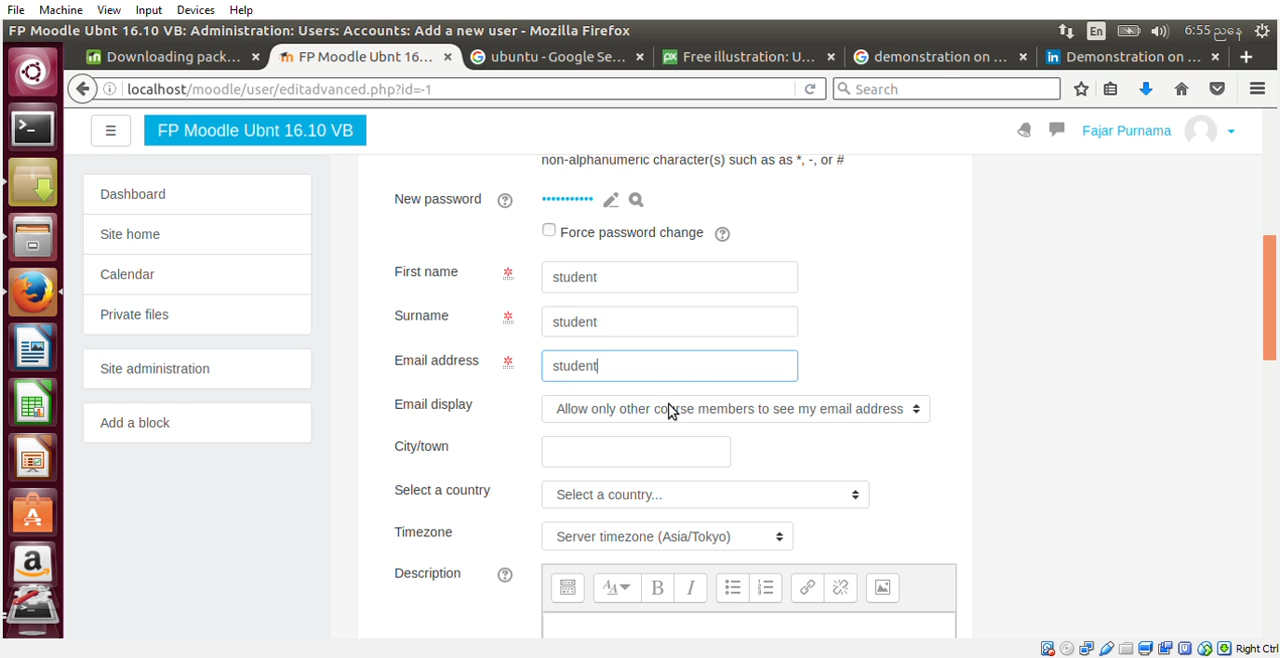 File Machine View Input Devices Help
FP Moodle Ubnt 16.10 VB: Administration: Users: Accounts: Add a new user - Mozilla Firefox En 6:55 ညနေ
Downloading pack... × FP Moodle Ubnt 16... × ubuntu - Google Se... × Free illustration: U... × demonstration on ... × Demonstration on ... ×
localhost/moodle/user/editadvanced.php?id=-1 Search
FP Moodle Ubnt 16.10 VB Fajar Purnama
non-alphanumeric character(s) such as as *, -, or #
Dashboard
Site home
Calendar
Private files
Site administration
Add a block
New password
Force password change
First name student
Surname student
Email address student
Email display Allow only other course members to see my email address
City/town
Select a country Select a country...
Timezone Server timezone (Asia/Tokyo)
Description
B I
Right Ctrl